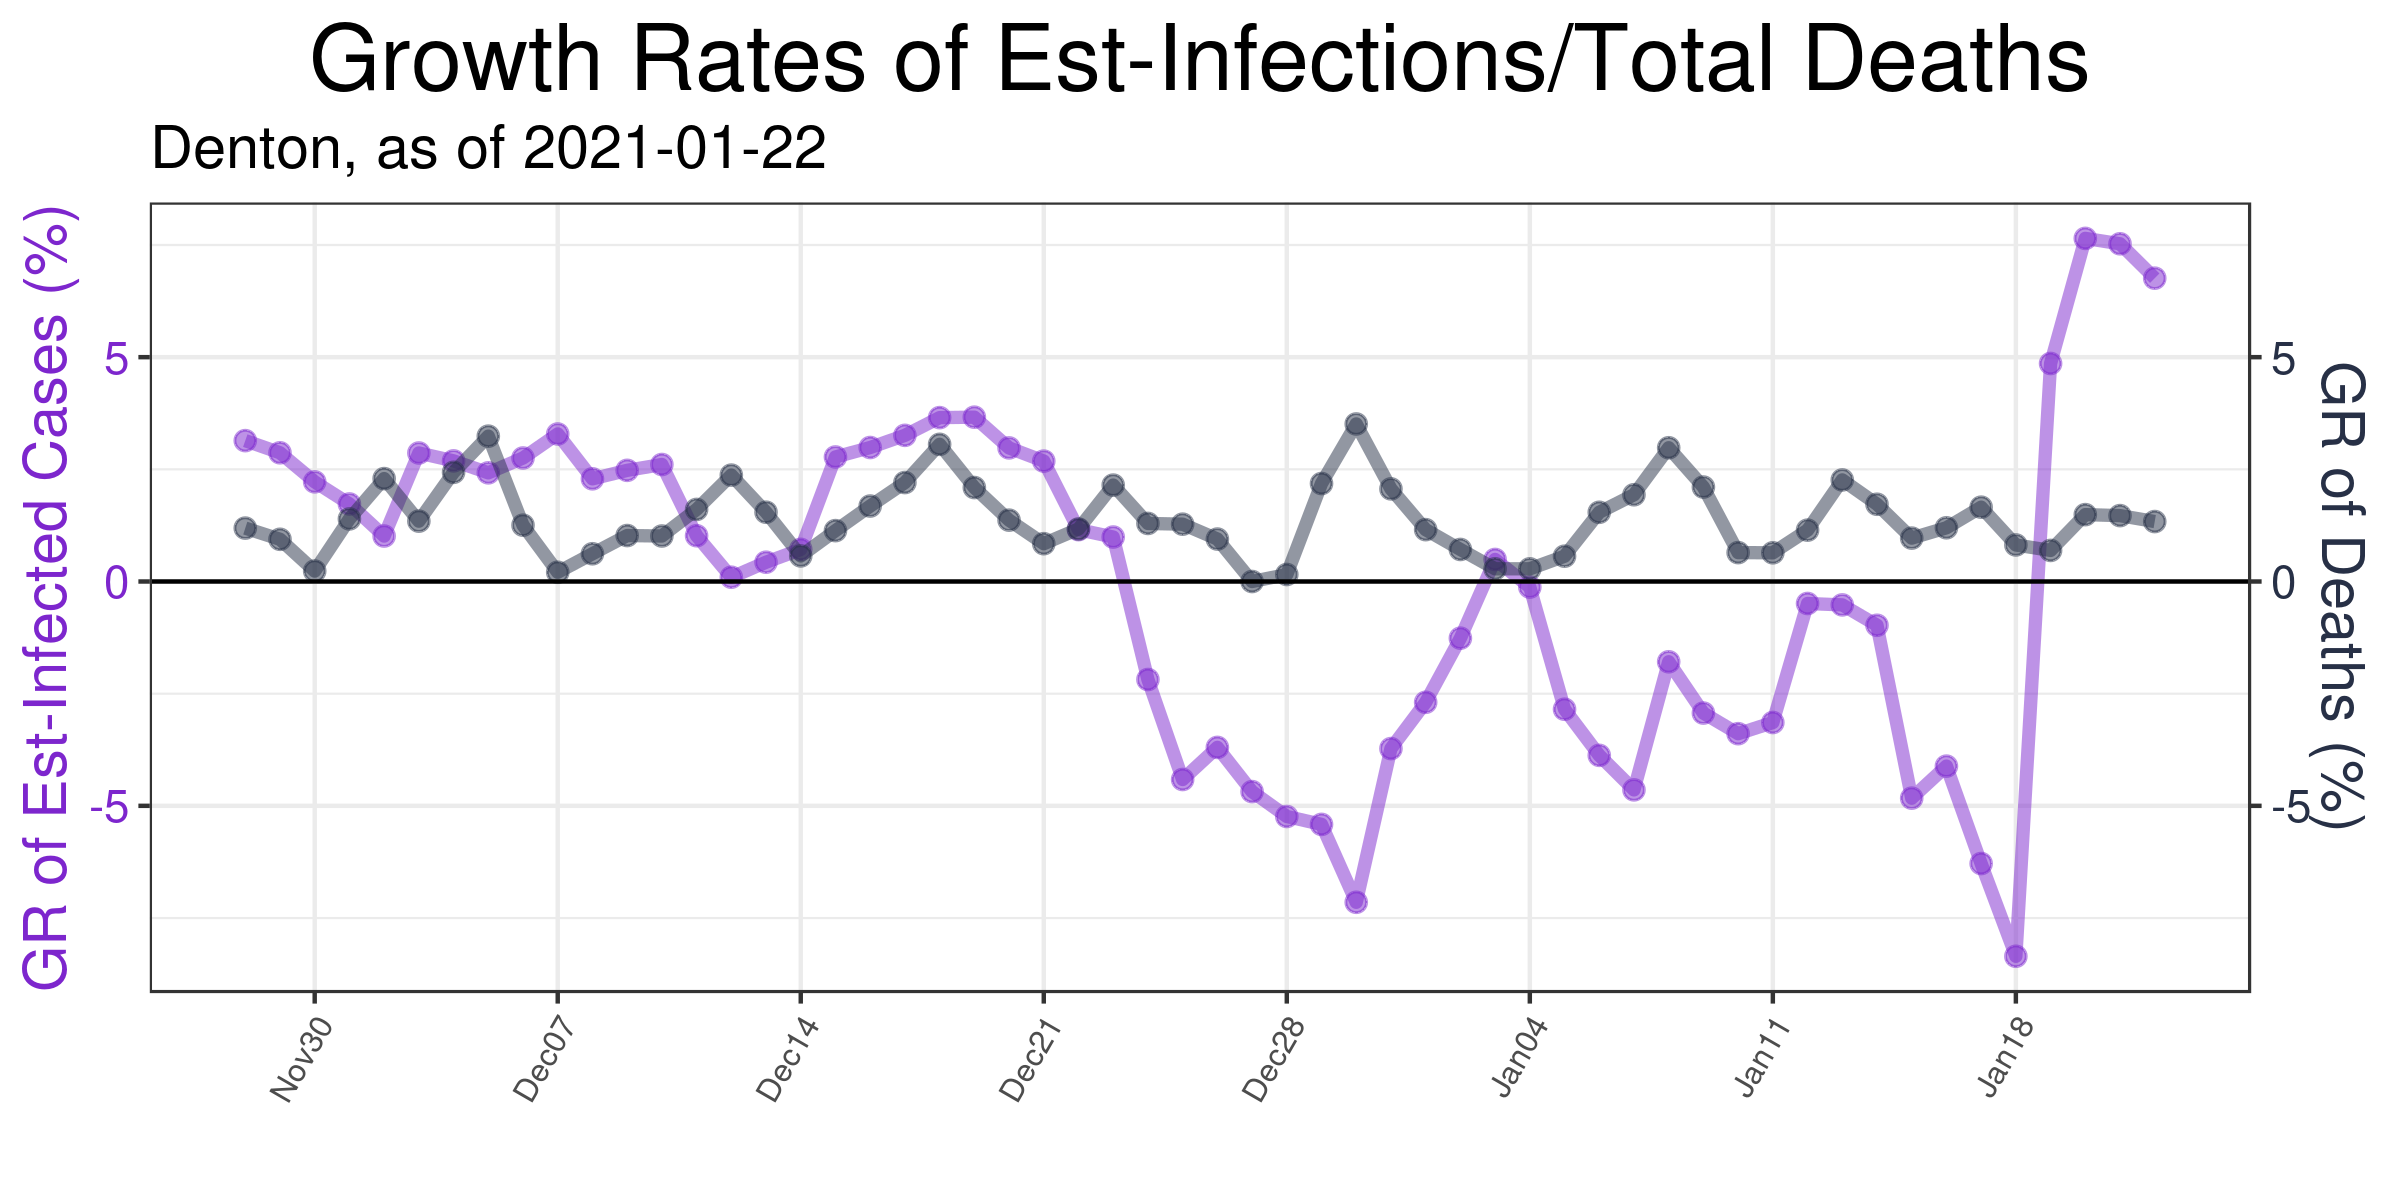 Growth Rates of Est-Infections/Total Deaths
Denton, as of 2021-01-22
GR of Est-Infected Cases (%)
5
0
-5
5
0
-5
GR of Deaths (%)
Nov30
Dec07
Dec14
Dec21
Dec28
Jan04
Jan11
Jan18